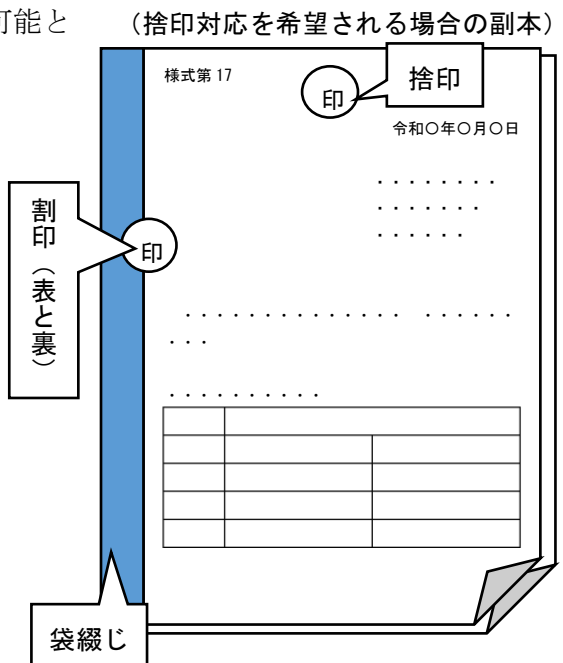 可能と
（捨印対応を希望される場合の副本）
様式第 17
印
捨印
令和○年○月○日
・・・・・・・・
・・・・・・・
・・・・・・
割印（表と裏）
印
・・・・・・・・・・・・・・ ・・・・・・
・・・
・・・・・・・・・・
袋綴じ